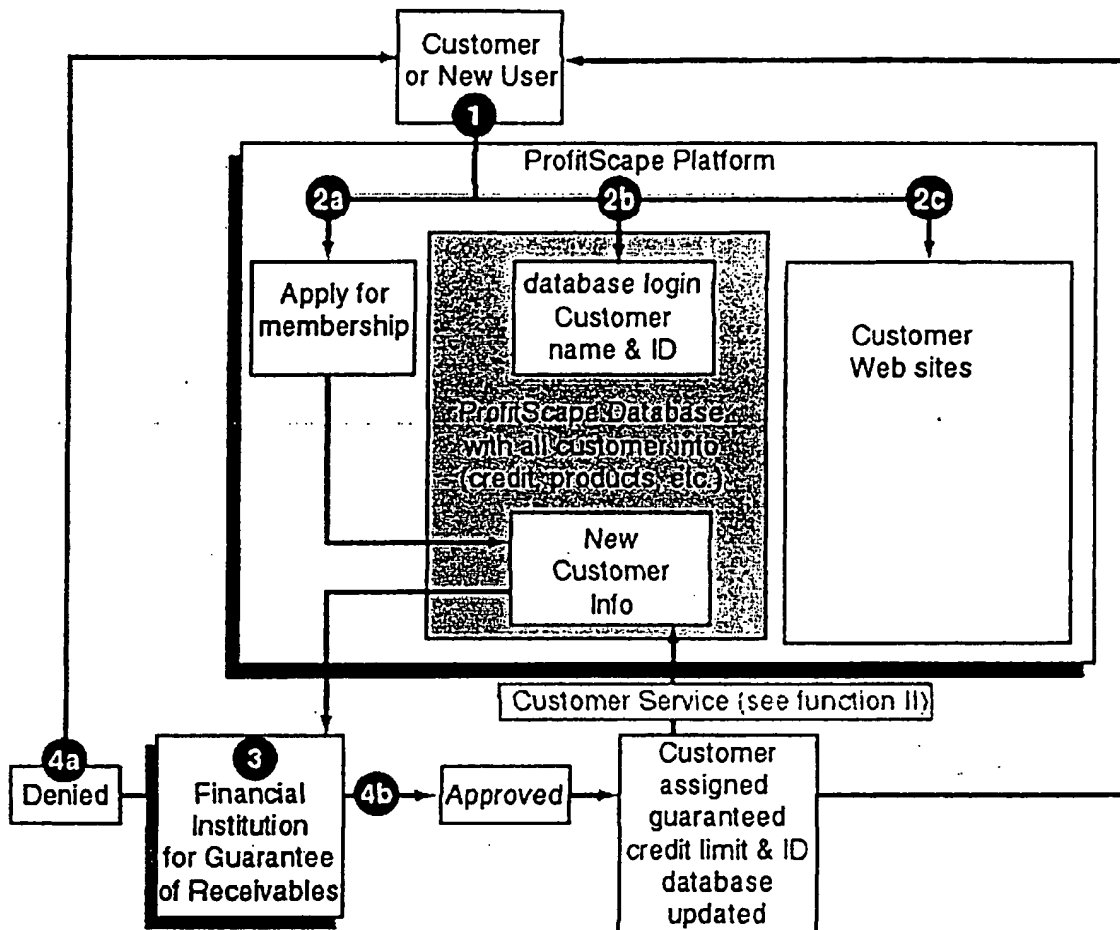 Customer
or New User
1
ProfitScape Platform
2a
2b
2c
Apply for
membership
database login
Customer
name & ID
Customer
Web sites
ProfitScape Database
with all customer info
(credit, products, etc.)
New
Customer
Info
Customer Service (see function II)
4a
Denied
3
Financial
Institution
for Guarantee
of Receivables
4b
Approved
Customer
assigned
guaranteed
credit limit & ID
database
updated